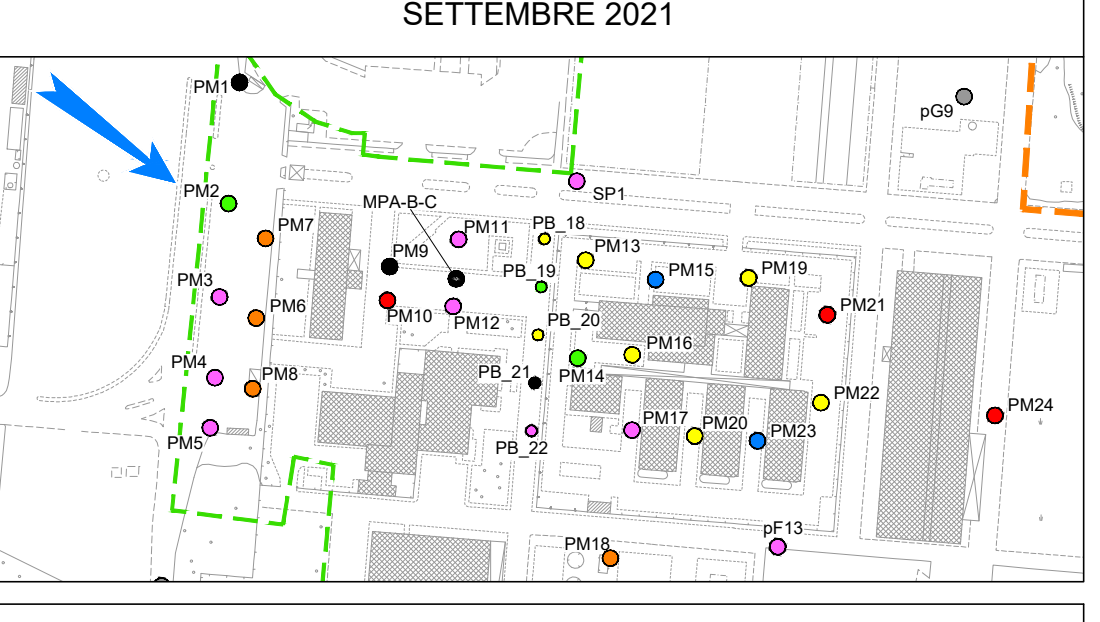 SETTEMBRE 2021
PM1
pG9
PM2
SP1
MPA-B-C
PM7
PM11
PB_18
PM9
PM13
PB_19
PM15
PM19
PM3
PM6
PM10
PM12
PB_20
PM21
PM16
PM4
PM8
PB_21
PM14
PM22
PM24
PM5
PM17
PM20
PM23
PB_22
pF13
PM18